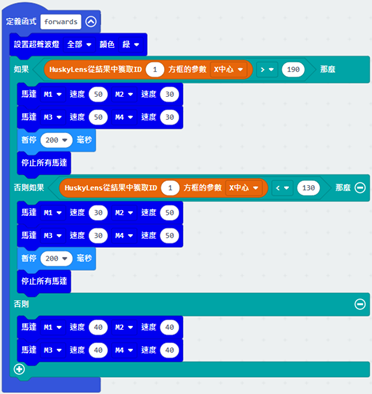 定義函式 forwards
設置超聲波燈 全部 顏色 綠
如果 HuskyLens從結果中獲取ID 1 方框的參數 X中心 > 190 那麼
馬達 M1 速度 50 M2 速度 30
馬達 M3 速度 50 M4 速度 30
暫停 200 毫秒
停止所有馬達
否則如果 HuskyLens從結果中獲取ID 1 方框的參數 X中心 < 130 那麼
馬達 M1 速度 30 M2 速度 50
馬達 M3 速度 30 M4 速度 50
暫停 200 毫秒
停止所有馬達
否則
馬達 M1 速度 40 M2 速度 40
馬達 M3 速度 40 M4 速度 40